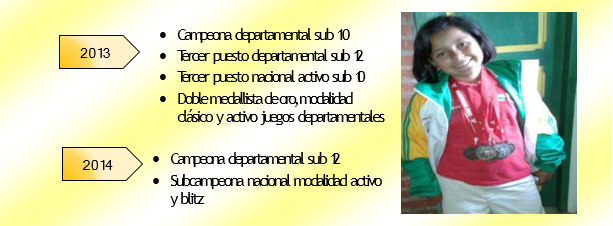 2013
• Campeona departamental sub 10
• Tercer puesto departamental sub 12
• Tercer puesto nacional activo sub 10
• Doble medallista de oro, modalidad
clásico y activo juegos departamentales
2014
• Campeona departamental sub 12
• Subcampeona nacional modalidad activo
y blitz